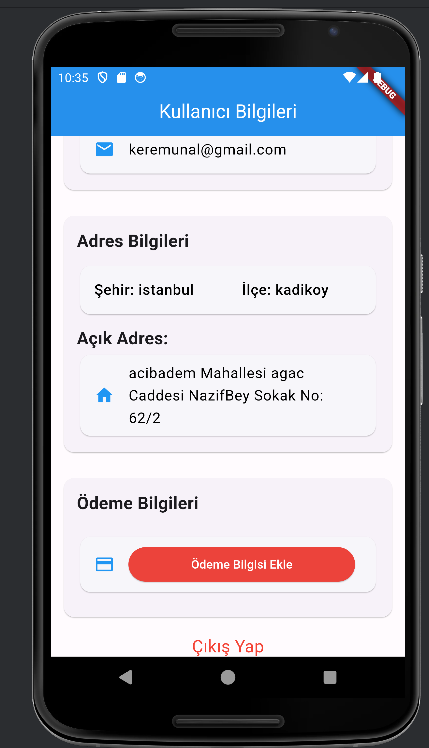 10:35
DEBUG
Kullanıcı Bilgileri
keremunal@gmail.com
Adres Bilgileri
Şehir: istanbul İlçe: kadikoy
Açık Adres:
acibadem Mahallesi agac
Caddesi NazifBey Sokak No:
62/2
Ödeme Bilgileri
Ödeme Bilgisi Ekle
Çıkış Yap